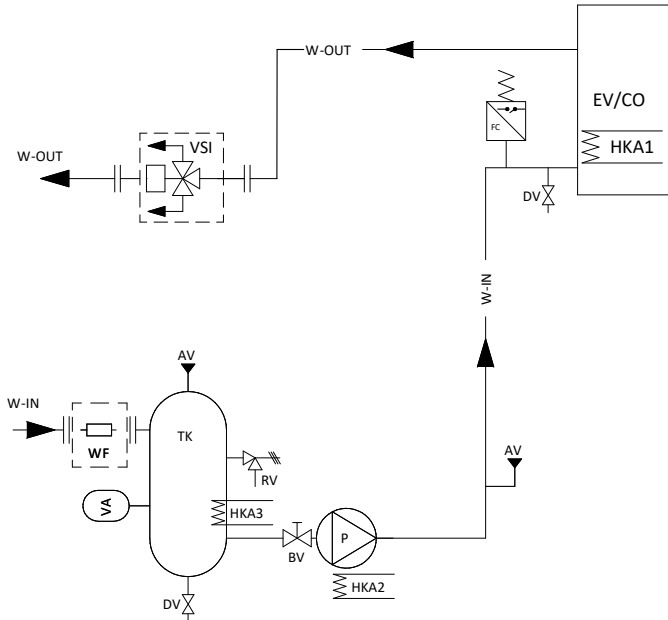 W-OUT
EV/CO
FC
VSI
HKA1
W-OUT
DV
W-IN
AV
W-IN
TK
WF
AV
RV
VA
HKA3
P
BV
HKA2
DV